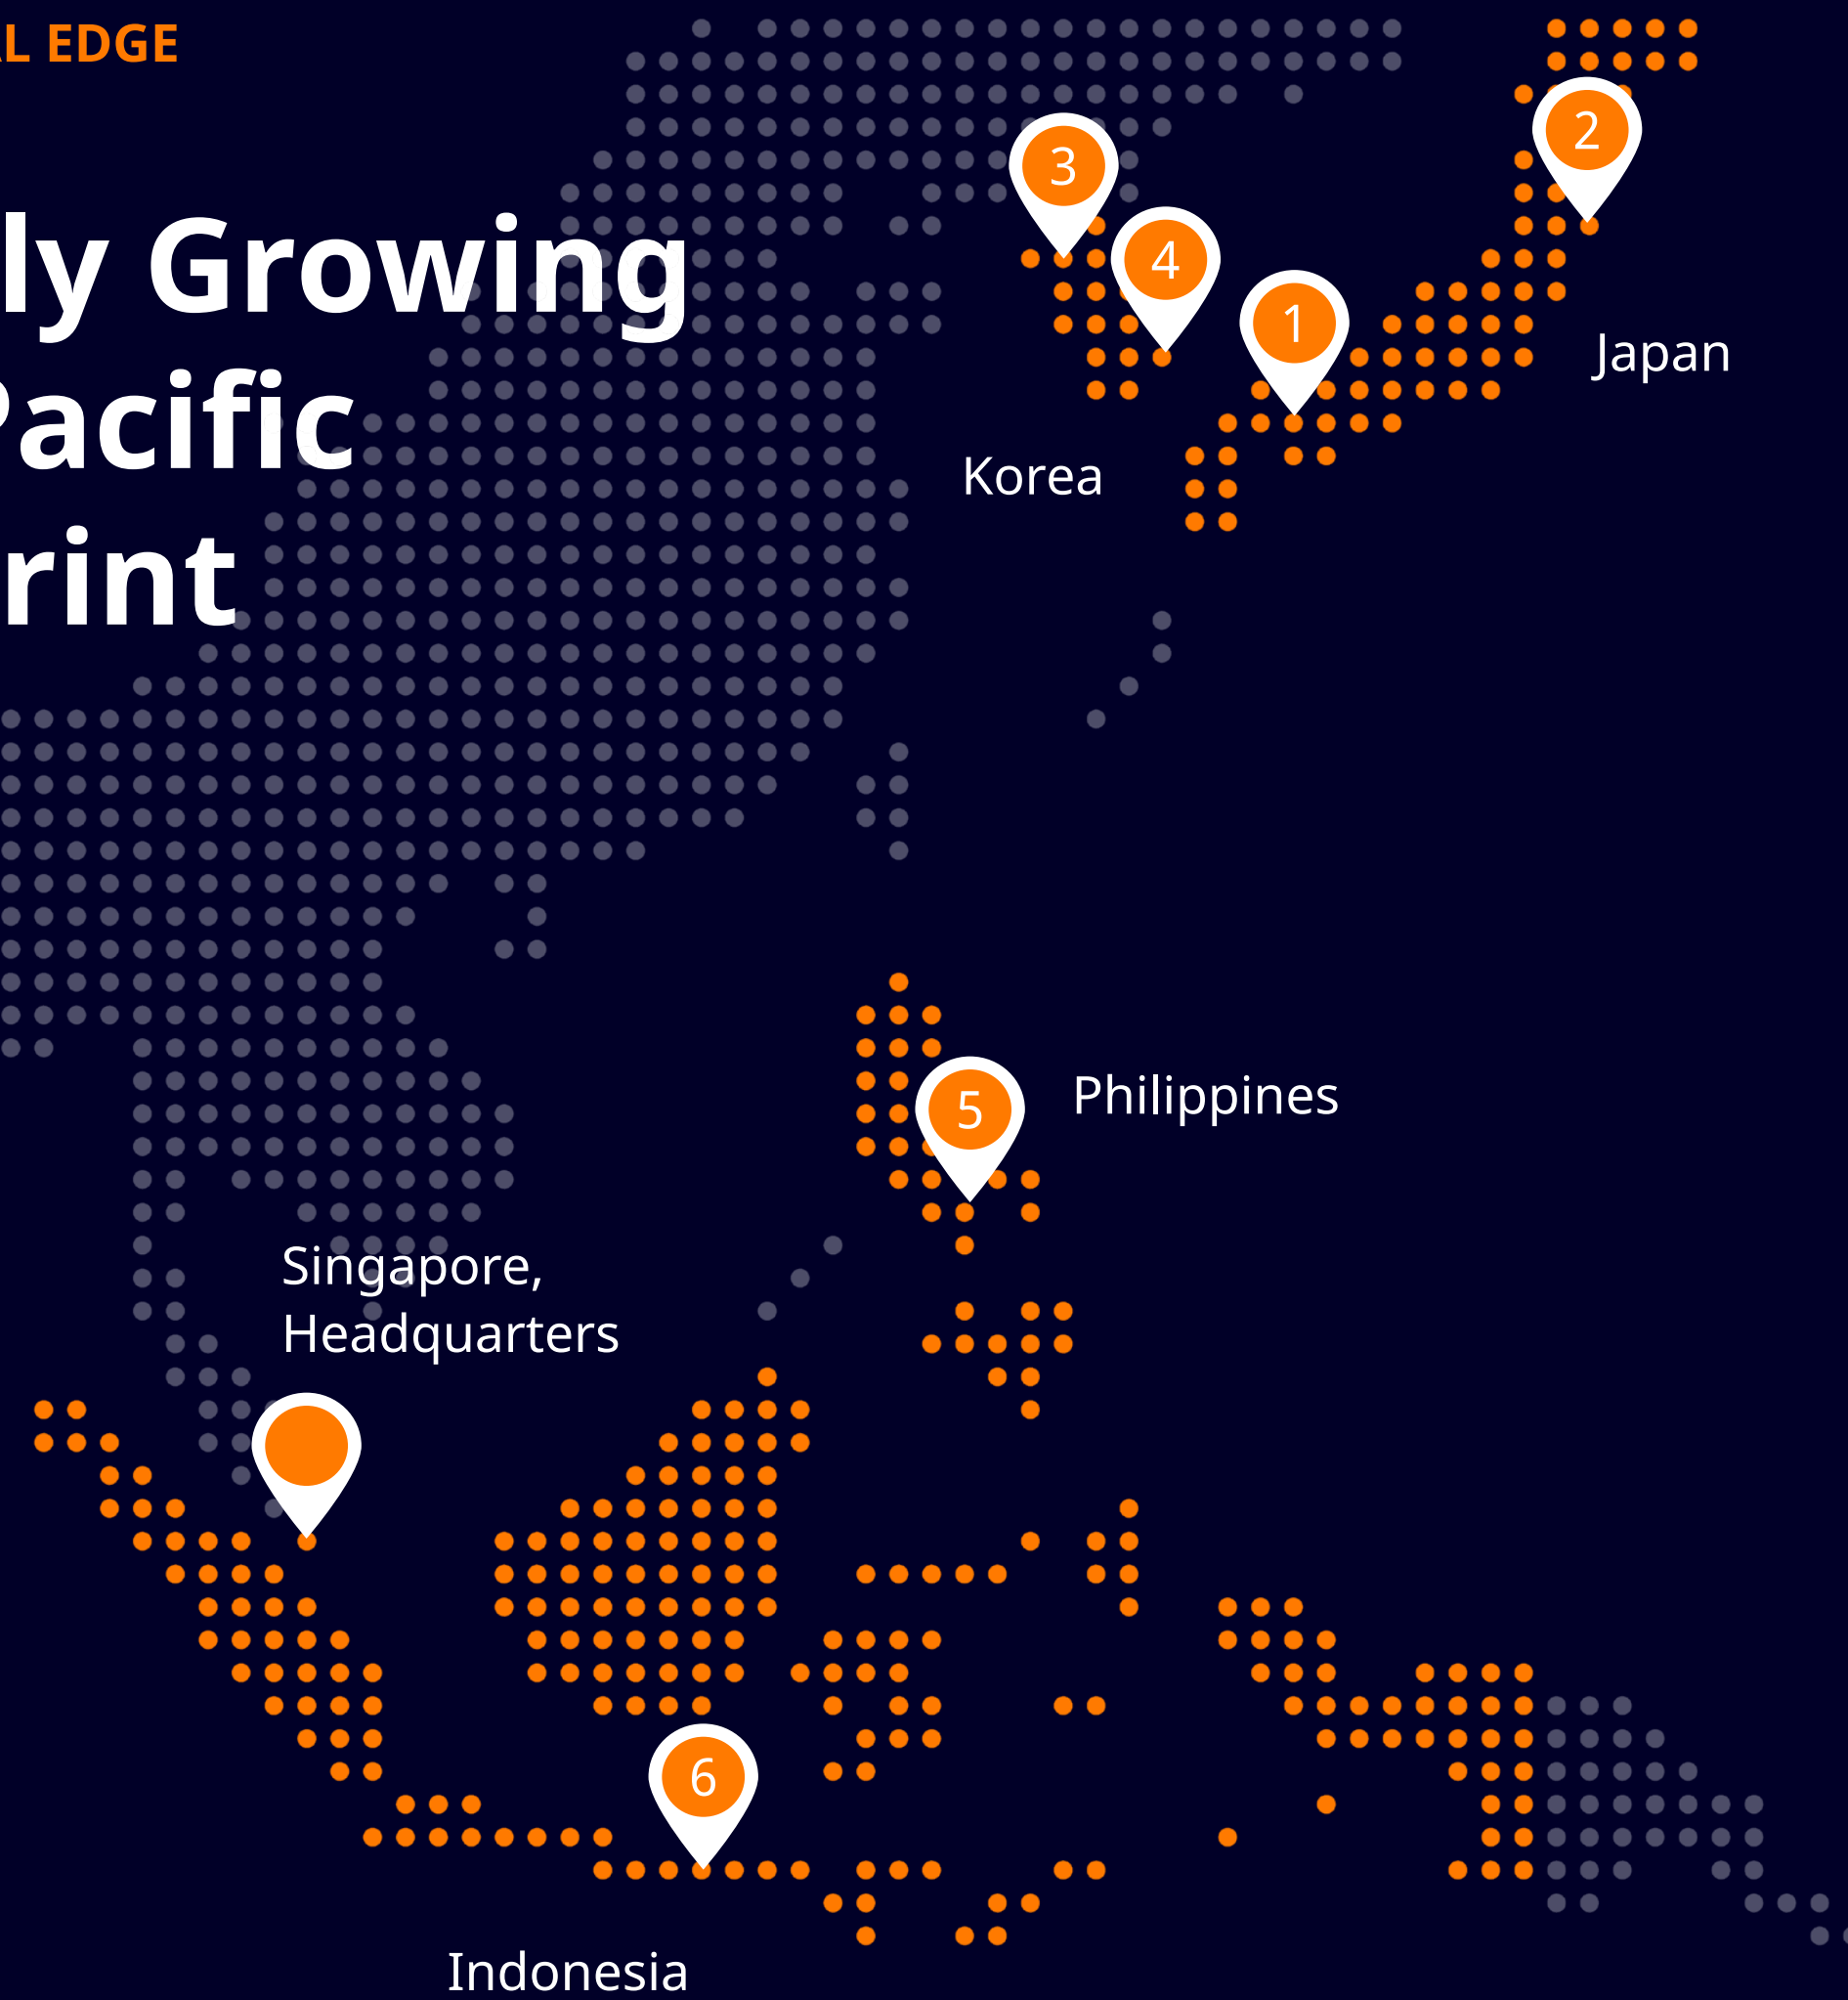 L EDGE
ly Growing
Pacific
rint
3
2
4
1
Japan
Korea
5
Philippines
Singapore,
Headquarters
6
Indonesia